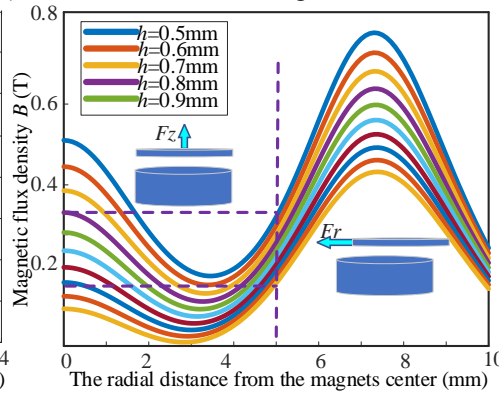 Magnetic flux density B (T)
0.8
0.6
0.4
0.2
h=0.5mm
h=0.6mm
h=0.7mm
h=0.8mm
h=0.9mm
Fz
Fr
4
0
2
4
6
8
10
)
The radial distance from the magnets center (mm)